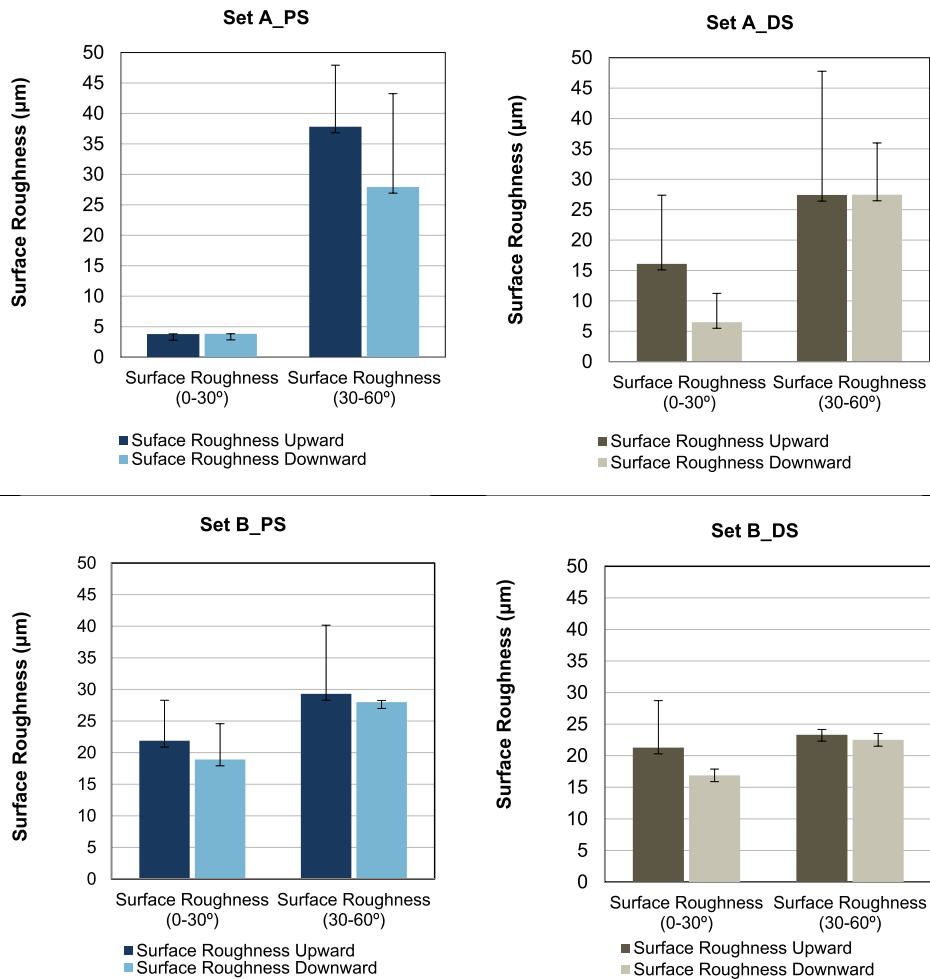 Set A_PS
Surface Roughness (µm)
50
45
40
35
30
25
20
15
10
5
0
Surface Roughness
(0-30º)
Surface Roughness
(30-60º)
Suface Roughness Upward
Surface Roughness Downward
Set A_DS
Surface Roughness (µm)
50
45
40
35
30
25
20
15
10
5
0
Surface Roughness
(0-30º)
Surface Roughness
(30-60º)
Surface Roughness Upward
Surface Roughness Downward
Set B_PS
Surface Roughness (µm)
50
45
40
35
30
25
20
15
10
5
0
Surface Roughness
(0-30º)
Surface Roughness
(30-60º)
Surface Roughness Upward
Surface Roughness Downward
Set B_DS
Surface Roughness (µm)
50
45
40
35
30
25
20
15
10
5
0
Surface Roughness
(0-30º)
Surface Roughness
(30-60º)
Surface Roughness Upward
Surface Roughness Downward